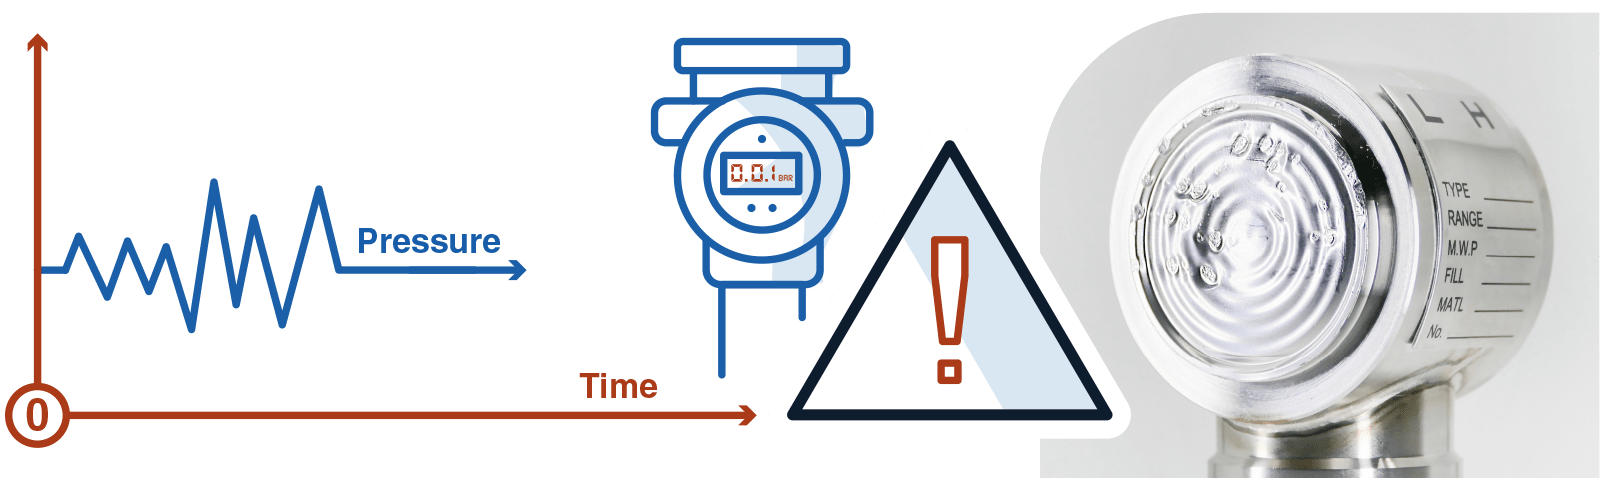 Pressure
0.0.1 BAR
Time
0
L H
TYPE
RANGE
M.W.P
FILL
MATL
No.